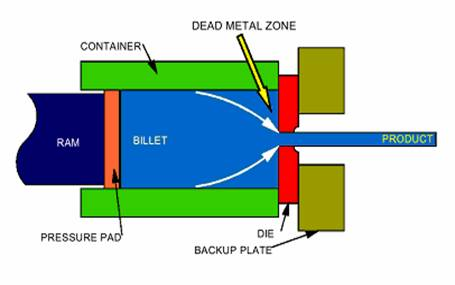 DEAD METAL ZONE
CONTAINER
RAM
BILLET
PRODUCT
PRESSURE PAD
DIE
BACKUP PLATE